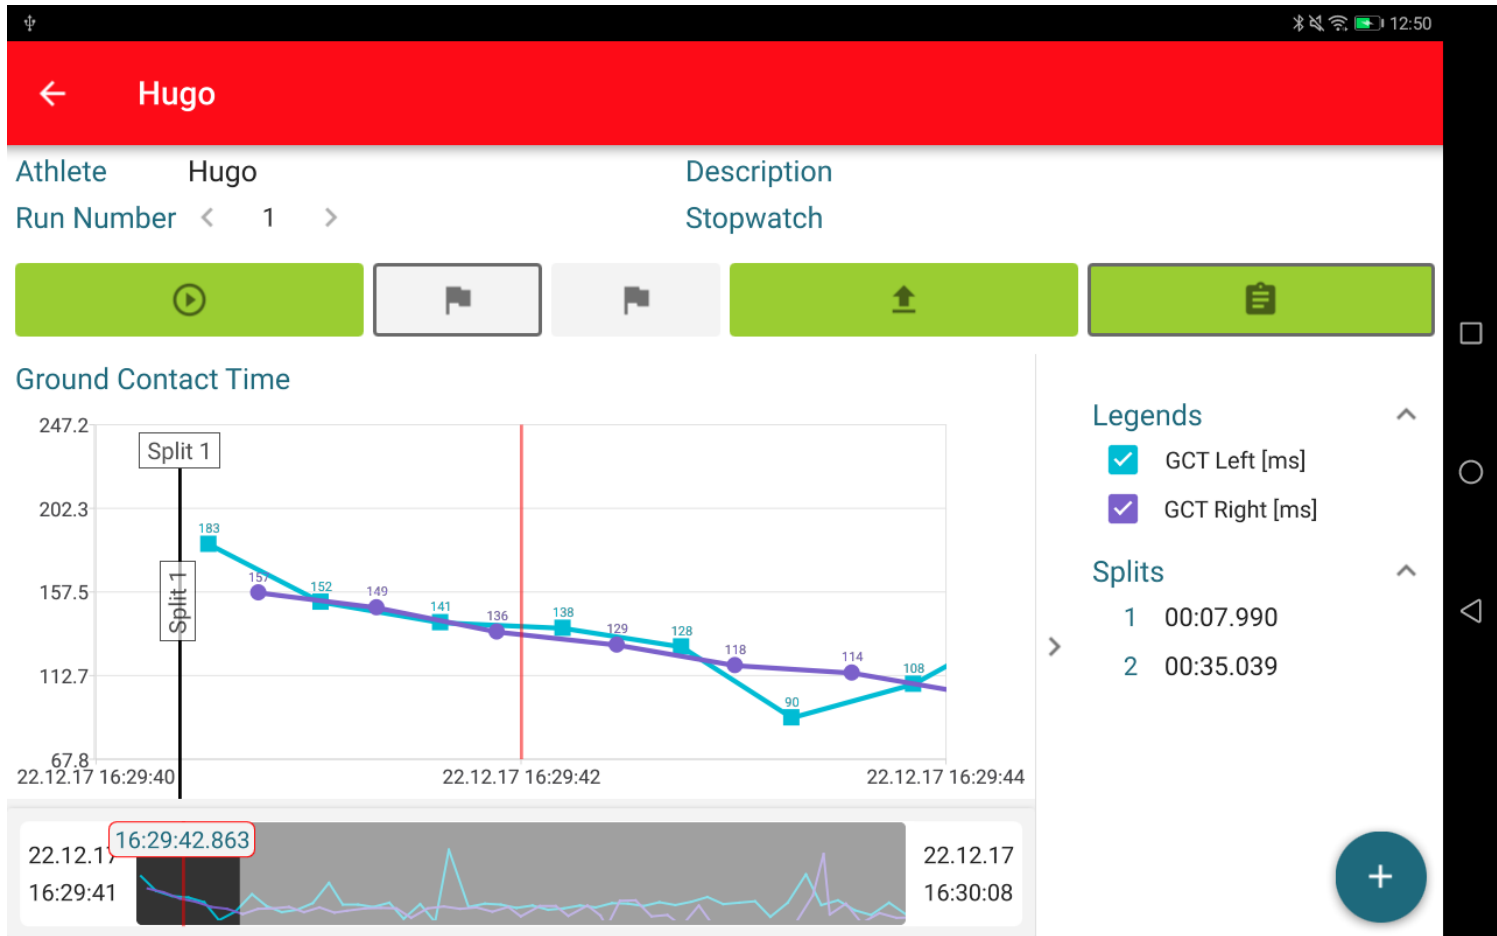 12:50
Hugo
Athlete Hugo
Description
Run Number 1
Stopwatch
Ground Contact Time
247.2
202.3
157.5
112.7
67.8
Split 1
Split 1
183
157
152
149
141
136
138
129
128
118
90
114
108
22.12.17 16:29:40
22.12.17 16:29:42
22.12.17 16:29:44
Legends
GCT Left [ms]
GCT Right [ms]
Splits
1 00:07.990
2 00:35.039
16:29:42.863
22.12.17
16:29:41
22.12.17
16:30:08